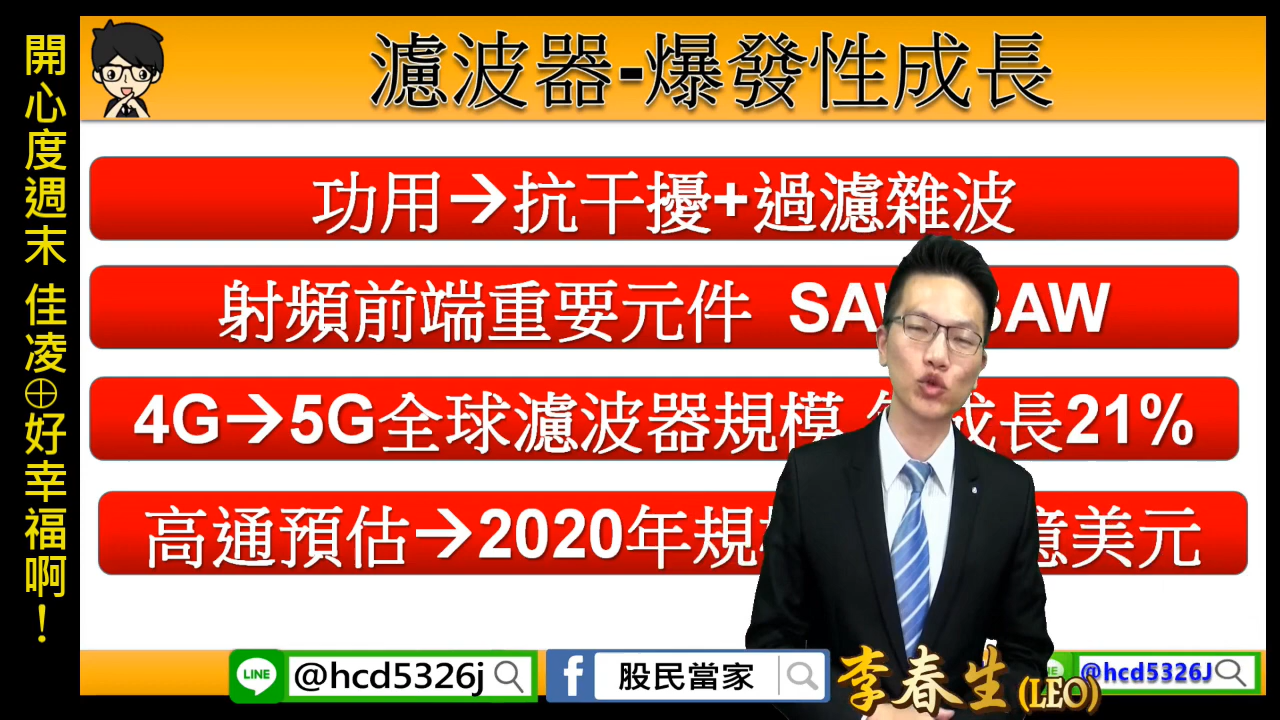 開心度週末 佳凌⊕好幸福啊！
濾波器-爆發性成長
功用→抗干擾+過濾雜波
射頻前端重要元件 SAW BAW
4G→5G全球濾波器規模 成長21%
高通預估→2020年規 億美元
LINE @hcd5326j
f 股民當家
李春生(LEO)
@hcd5326J